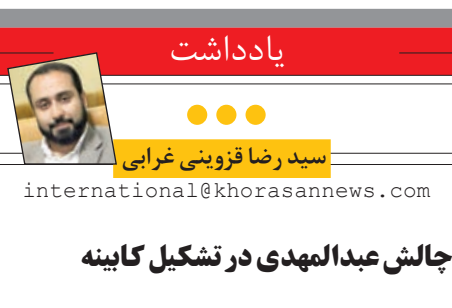 یادداشت
سید رضا قزوینی غرابی
international@khorasannews.com
چالش عبدالمهدی در تشکیل کابینه